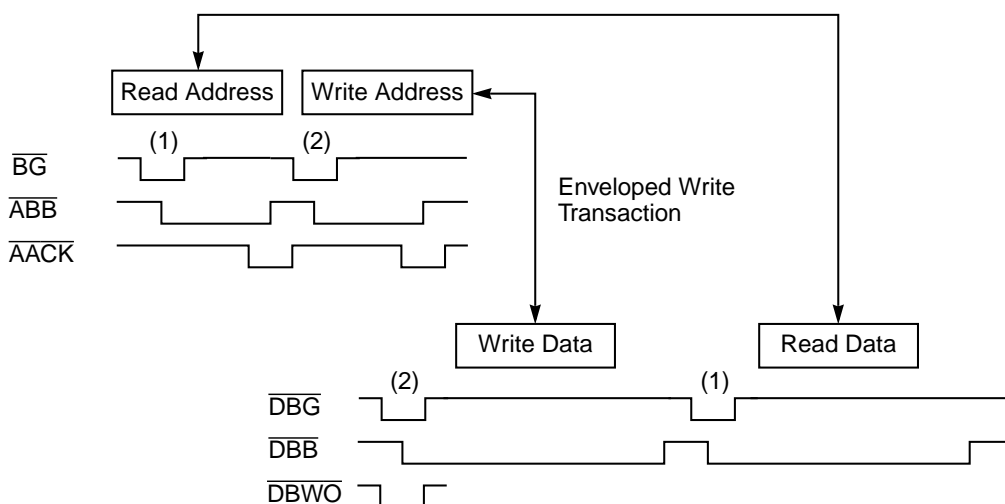 Read Address
Write Address
(1)
(2)
BG
ABB
AACK
Enveloped Write
Transaction
Write Data
Read Data
(2)
(1)
DBG
DBB
DBWO